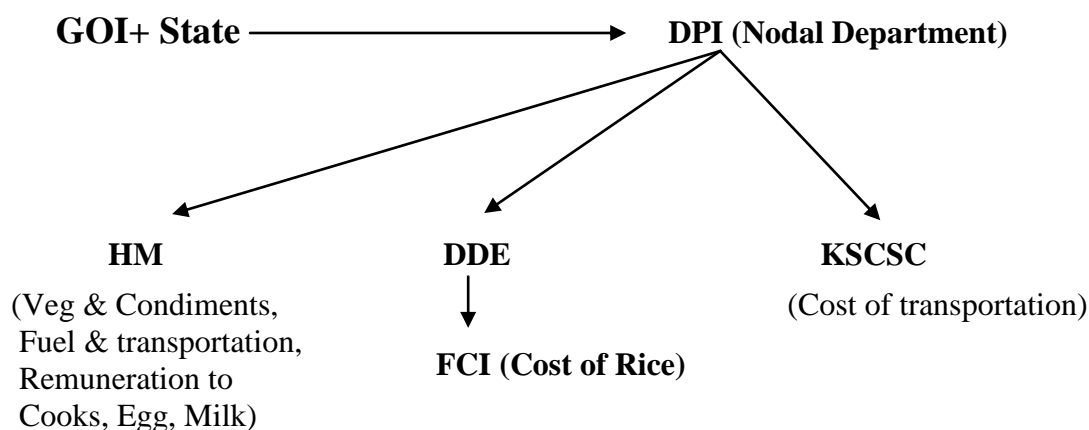 GOI+ State
DPI (Nodal Department)
HM
DDE
KSCSC
(Veg & Condiments,
Fuel & transportation,
Remuneration to
Cooks, Egg, Milk)
(Cost of transportation)
FCI (Cost of Rice)